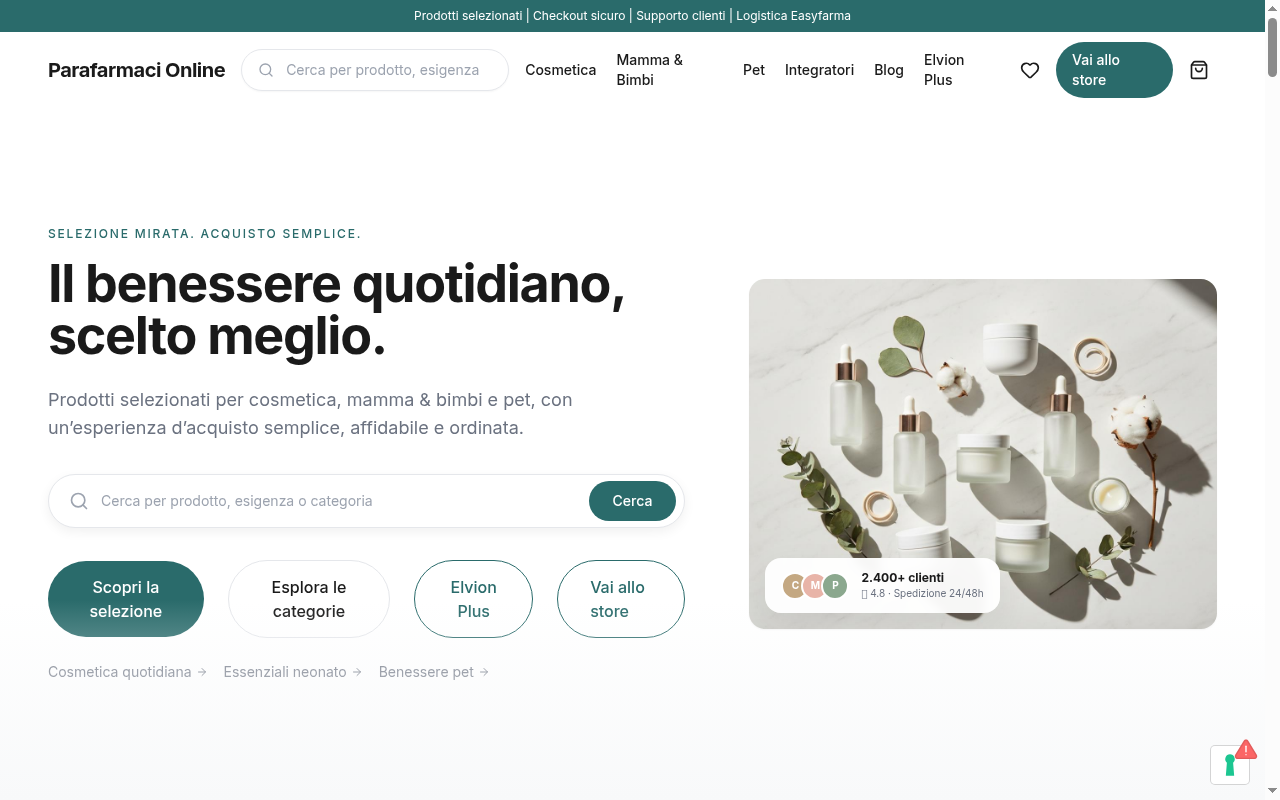 Prodotti selezionati | Checkout sicuro | Supporto clienti | Logistica Easyfarma
Parafarmaci Online
Cerca per prodotto, esigenza
Cosmetica
Mamma &
Bimbi
Pet
Integratori
Blog
Elvion
Plus
Vai allo
store
SELEZIONE MIRATA. ACQUISTO SEMPLICE.
Il benessere quotidiano,
scelto meglio.
Prodotti selezionati per cosmetica, mamma & bimbi e pet, con
un’esperienza d’acquisto semplice, affidabile e ordinata.
Cerca per prodotto, esigenza o categoria
Cerca
Scopri la
selezione
Esplora le
categorie
Elvion
Plus
Vai allo
store
C M P
2.400+ clienti
4.8 · Spedizione 24/48h
Cosmetica quotidiana →
Essenziali neonato →
Benessere pet →